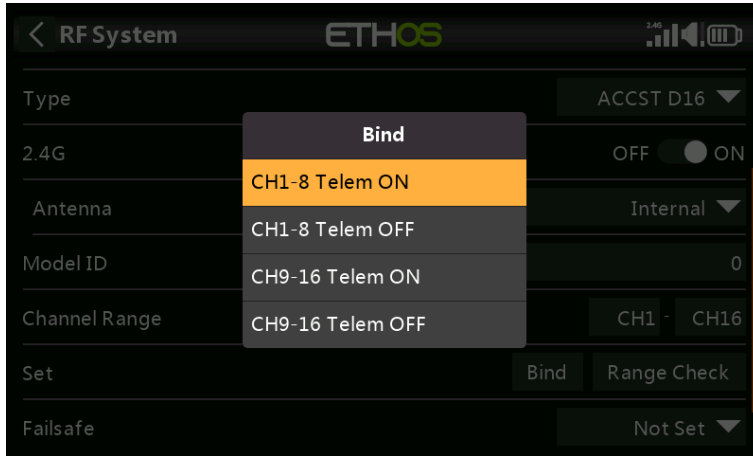 RF System
ETHOS
2.4G
Type
ACCST D16
Bind
2.4G
OFF
ON
CH1-8 Telem ON
Antenna
Internal
CH1-8 Telem OFF
Model ID
0
CH9-16 Telem ON
Channel Range
CH1 - CH16
CH9-16 Telem OFF
Set
Bind
Range Check
Failsafe
Not Set